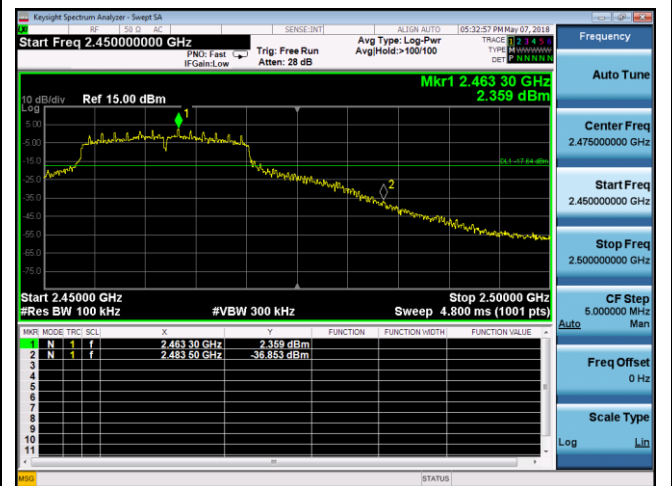 Keysight Spectrum Analyzer - Swept SA
RF 50 Ω AC SENSE:INT ALIGN AUTO 05:32:57 PM May 07, 2018
Start Freq 2.450000000 GHz
PNO: Fast
IFGain:Low
Trig: Free Run
Atten: 28 dB
Avg Type: Log-Pwr
Avg|Hold:>100/100
TRACE 1 2 3 4 5 6
TYPE M WWWWW
DET P N N N N N
Mkr1 2.463 30 GHz
2.359 dBm
10 dB/div Ref 15.00 dBm
Log
1
5.00
-5.00
-15.0
DL1 -17.64 dBm
-25.0
2
-35.0
-45.0
-55.0
-65.0
-75.0
Start 2.45000 GHz Stop 2.50000 GHz
#Res BW 100 kHz #VBW 300 kHz Sweep 4.800 ms (1001 pts)
MKR MODE TRC SCL X Y FUNCTION FUNCTION WIDTH FUNCTION VALUE
1 N 1 f 2.463 30 GHz 2.359 dBm
2 N 1 f 2.483 50 GHz -36.853 dBm
3
4
5
6
7
8
9
10
11
MSG STATUS
Frequency
Auto Tune
Center Freq
2.475000000 GHz
Start Freq
2.450000000 GHz
Stop Freq
2.500000000 GHz
CF Step
5.000000 MHz
Auto Man
Freq Offset
0 Hz
Scale Type
Log Lin